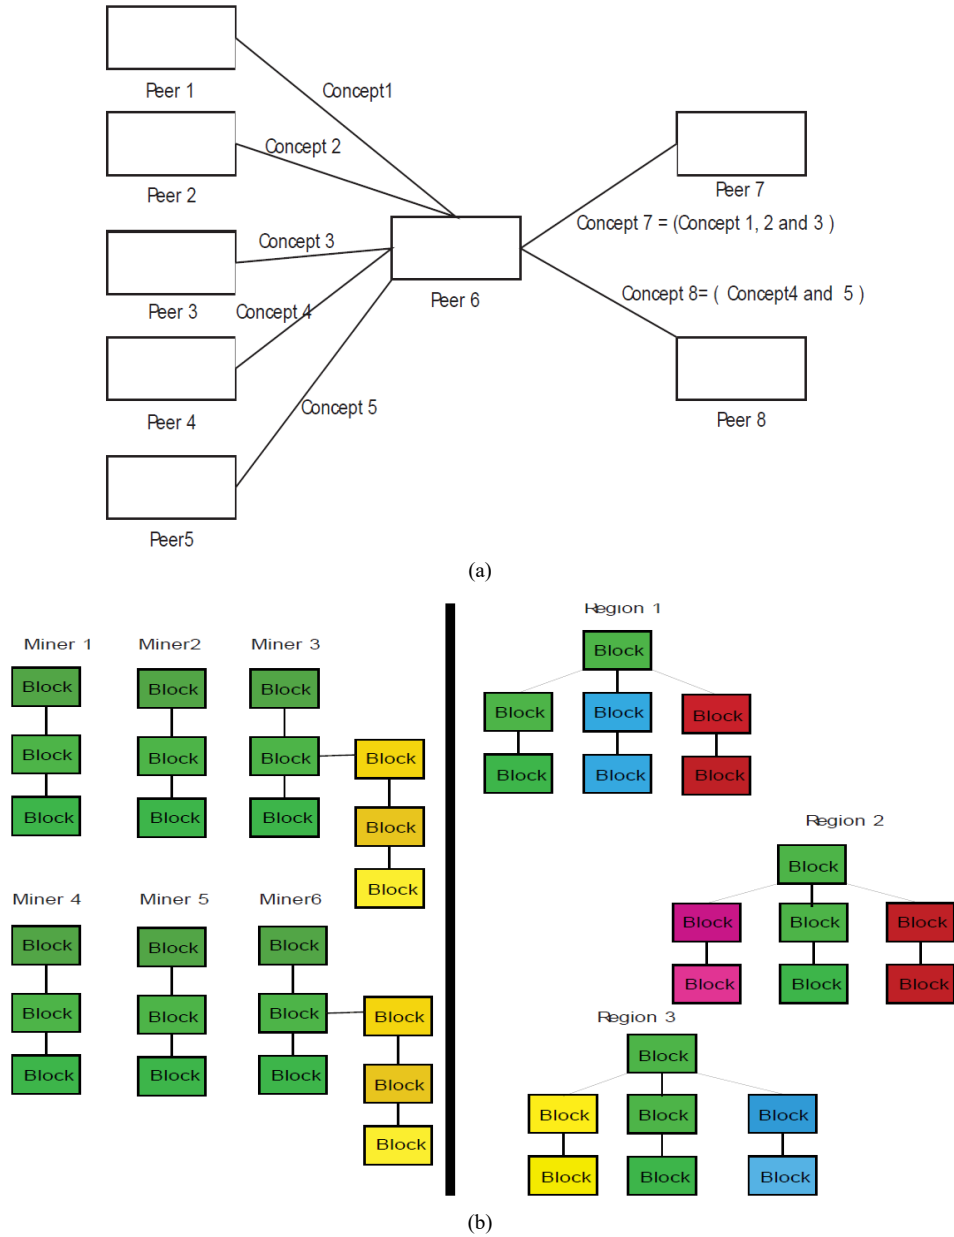 Peer 1
Concept1
Peer 2
Concept 2
Peer 3
Concept 3
Peer 4
Concept 4
Peer5
Concept 5
Peer 6
Peer 7
Concept 7 = (Concept 1, 2 and 3 )
Concept 8= ( Concept4 and 5 )
Peer 8
(a)
Miner 1
Block
Block
Block
Miner2
Block
Block
Block
Miner 3
Block
Block
Block
Block
Block
Block
Miner 4
Block
Block
Block
Miner 5
Block
Block
Block
Miner6
Block
Block
Block
Block
Block
Block
Region 1
Block
Block
Block
Block
Block
Block
Block
Region 2
Block
Block
Block
Block
Block
Block
Block
Region 3
Block
Block
Block
Block
Block
Block
Block
(b)